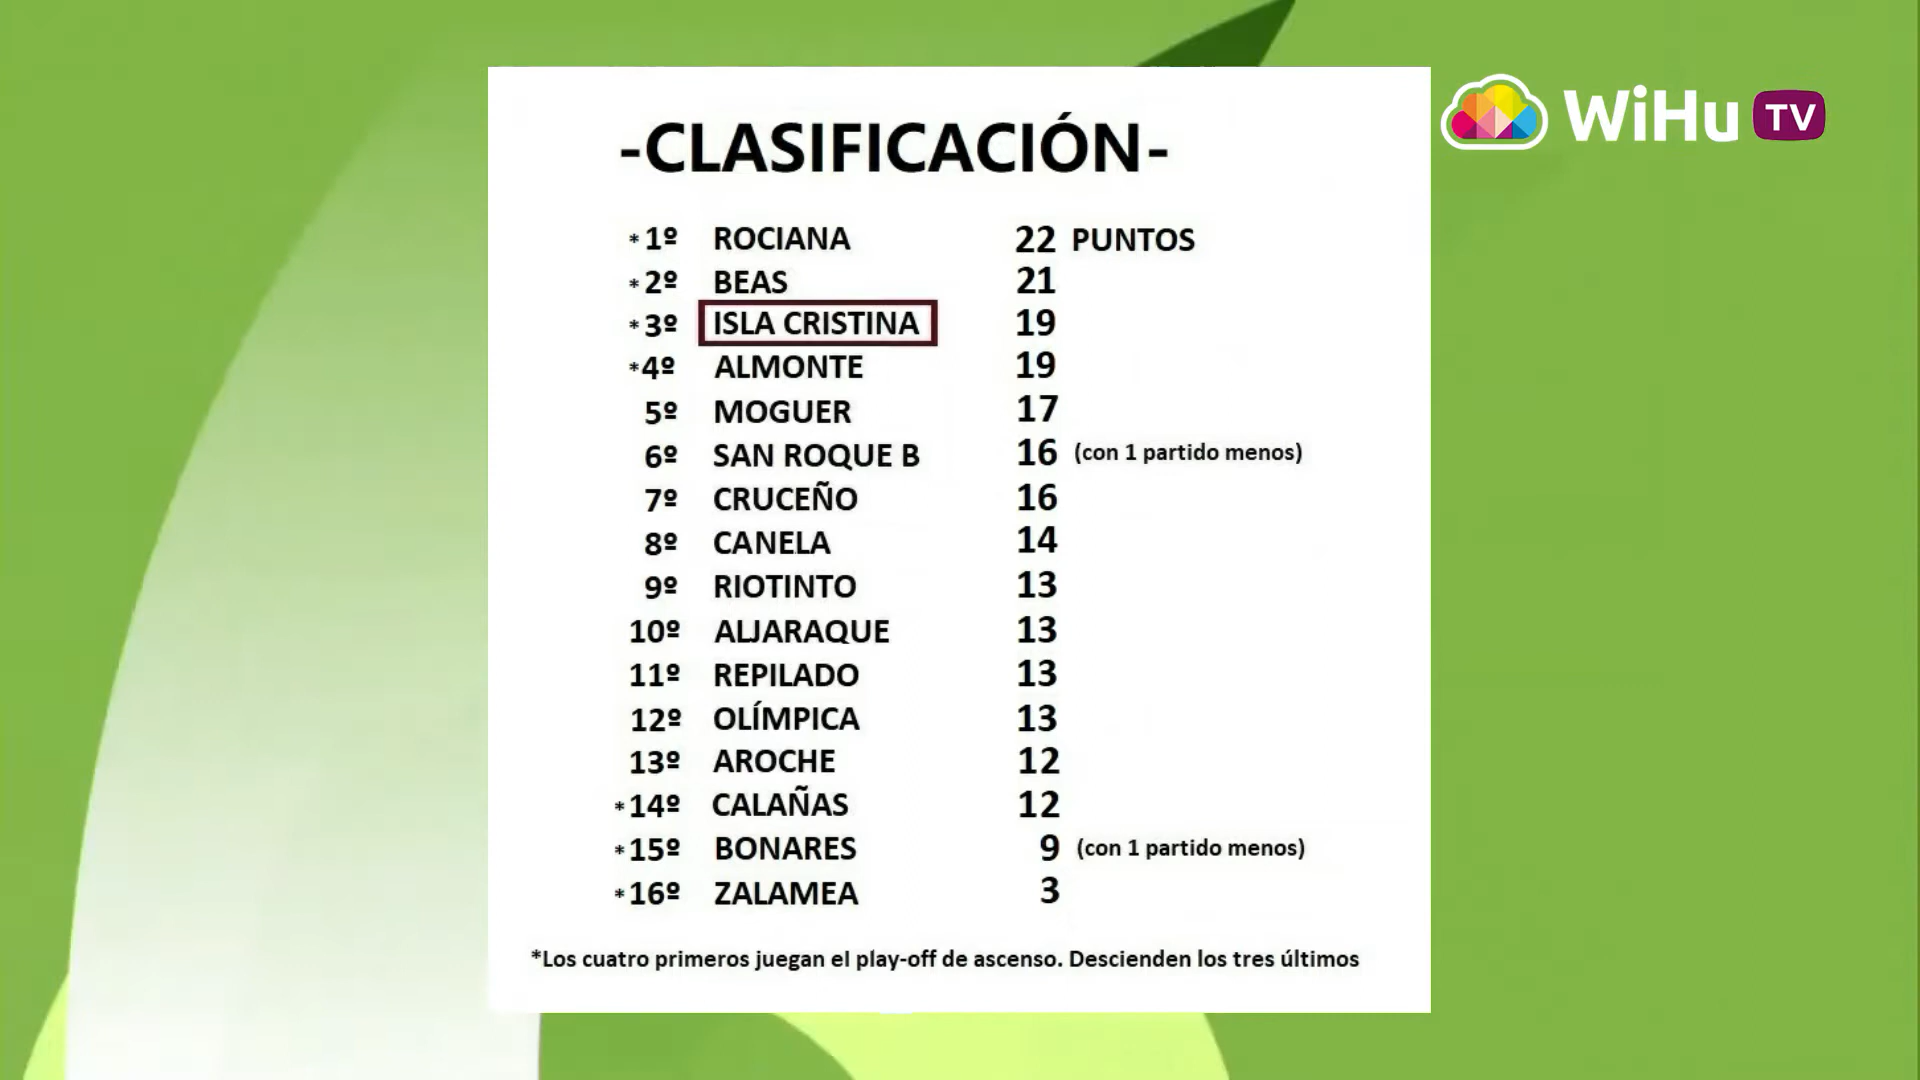 WiHu TV
-CLASIFICACIÓN-
*1º ROCIANA 22 PUNTOS
*2º BEAS 21
*3º ISLA CRISTINA 19
*4º ALMONTE 19
5º MOGUER 17
6º SAN ROQUE B 16 (con 1 partido menos)
7º CRUCEÑO 16
8º CANELA 14
9º RIOTINTO 13
10º ALJARAQUE 13
11º REPILADO 13
12º OLÍMPICA 13
13º AROCHE 12
*14º CALAÑAS 12
*15º BONARES 9 (con 1 partido menos)
*16º ZALAMEA 3
*Los cuatro primeros juegan el play-off de ascenso. Descienden los tres últimos